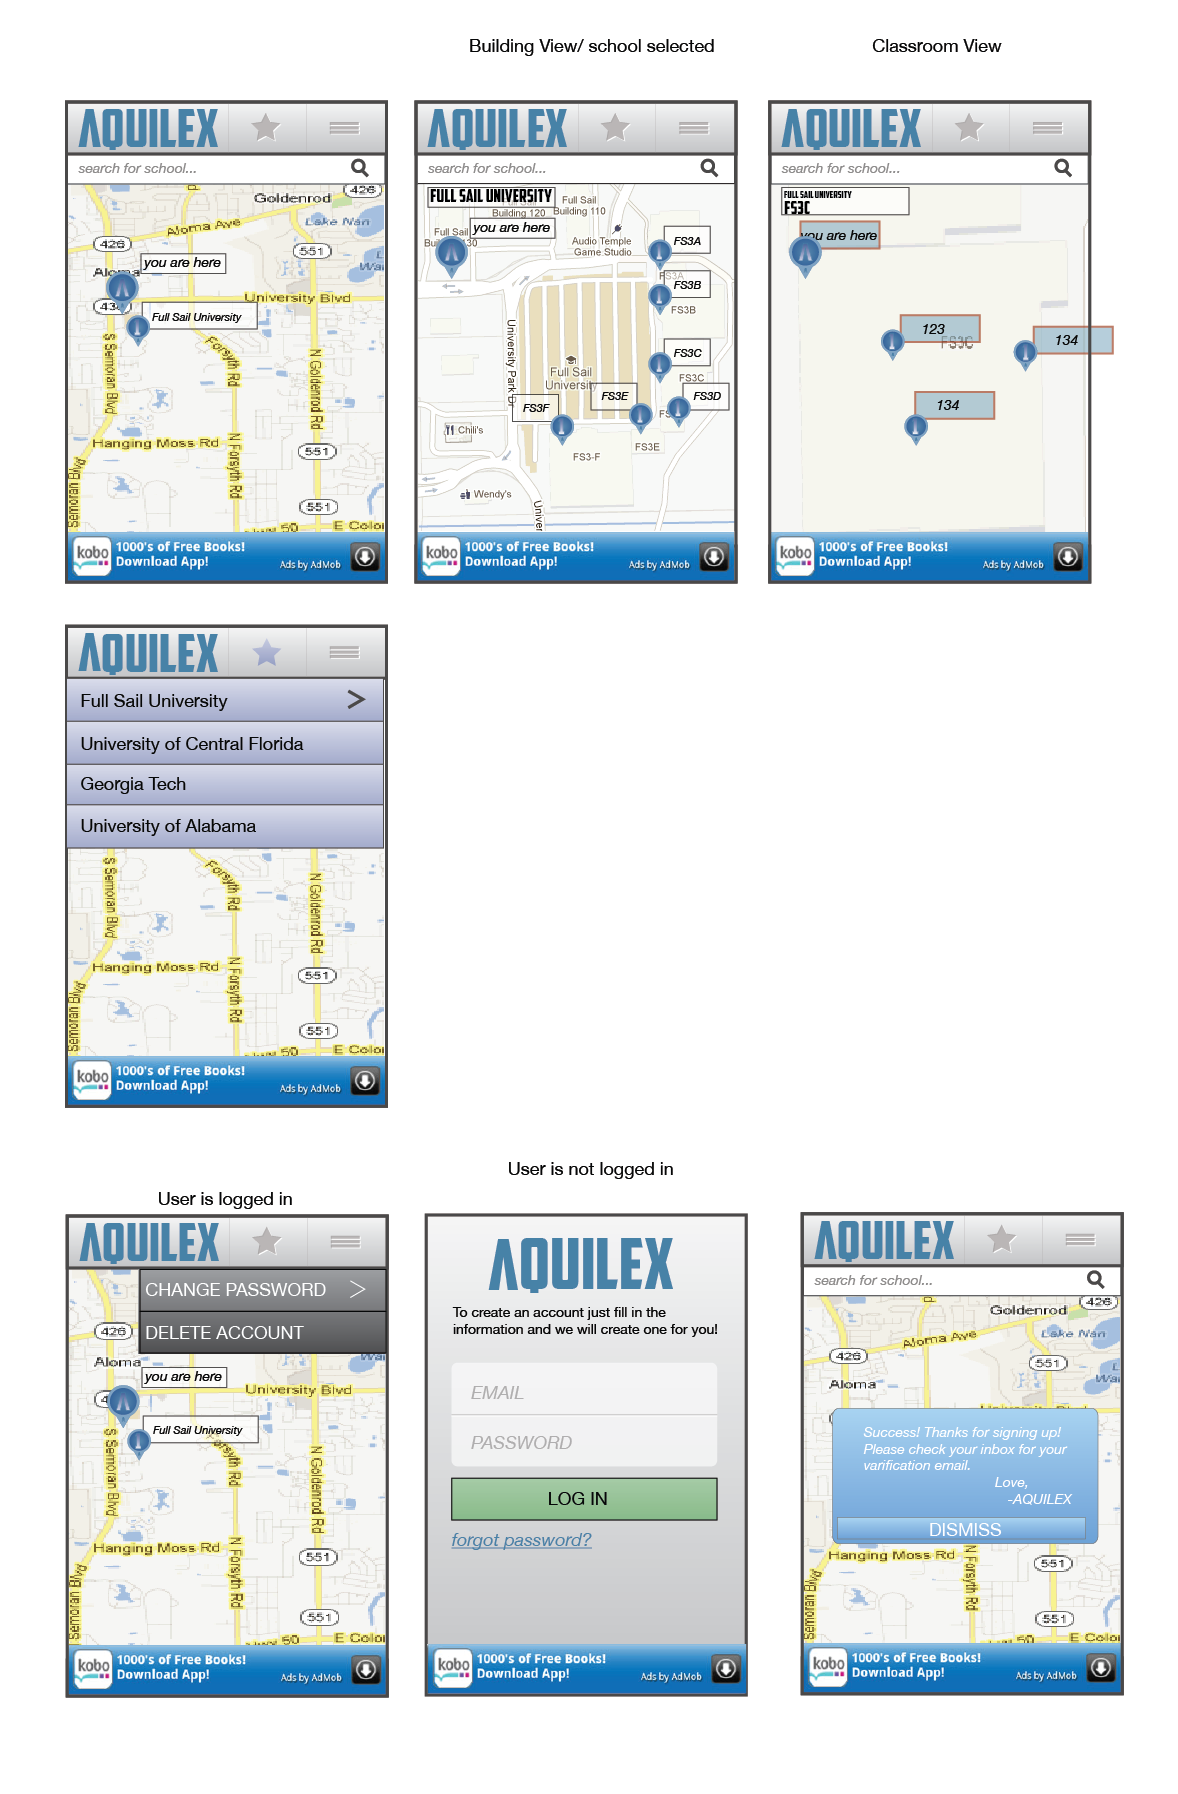 Building View/ school selected
Classroom View
AQUILEX
search for school...
426
Goldenrod
Lake Nan
Aloma Ave
426
551
you are here
Aloma
University Blvd
Full Sail University
S Semoran Blvd
Forsyth Rd
N Goldenrod Rd
Hanging Moss Rd
N Forsyth Rd
551
Semoran Blvd
551
50
E Color
kobo
1000's of Free Books!
Download App!
Ads by AdMob
AQUILEX
search for school...
FULL SAIL UNIVERSITY
Full Sail
Building 120
Building 110
you are here
Full Sail
Audio Temple
Game Studio
FS3A
FS3A
FS3B
FS3B
University Park Dr
FS3C
Full Sail
University
FS3C
FS3E
FS3D
FS3F
Chili's
FS3E
FS3-F
Wendy's
Univer
kobo
1000's of Free Books!
Download App!
Ads by AdMob
AQUILEX
search for school...
FULL SAIL UNIVERSITY
FS3C
you are here
123
FS3C
134
134
kobo
1000's of Free Books!
Download App!
Ads by AdMob
AQUILEX
Full Sail University
University of Central Florida
Georgia Tech
University of Alabama
S Semoran Blvd
Forsyth Rd
N Goldenrod Rd
Hanging Moss Rd
N Forsyth Rd
551
Semoran Blvd
551
50
E Color
kobo
1000's of Free Books!
Download App!
Ads by AdMob
User is logged in
AQUILEX
CHANGE PASSWORD
DELETE ACCOUNT
426
Aloma
you are here
University Blvd
Full Sail University
S Semoran Blvd
Forsyth Rd
N Goldenrod Rd
Hanging Moss Rd
N Forsyth Rd
551
Semoran Blvd
551
50
E Color
kobo
1000's of Free Books!
Download App!
Ads by AdMob
User is not logged in
AQUILEX
To create an account just fill in the
information and we will create one for you!
EMAIL
PASSWORD
LOG IN
forgot password?
kobo
1000's of Free Books!
Download App!
Ads by AdMob
AQUILEX
search for school...
426
Goldenrod
Lake Nan
Aloma Ave
426
551
Aloma
Success! Thanks for signing up!
Please check your inbox for your
varification email.
Love,
-AQUILEX
DISMISS
Hanging Moss Rd
N Forsyth Rd
551
Semoran Blvd
551
50
E Color
kobo
1000's of Free Books!
Download App!
Ads by AdMob